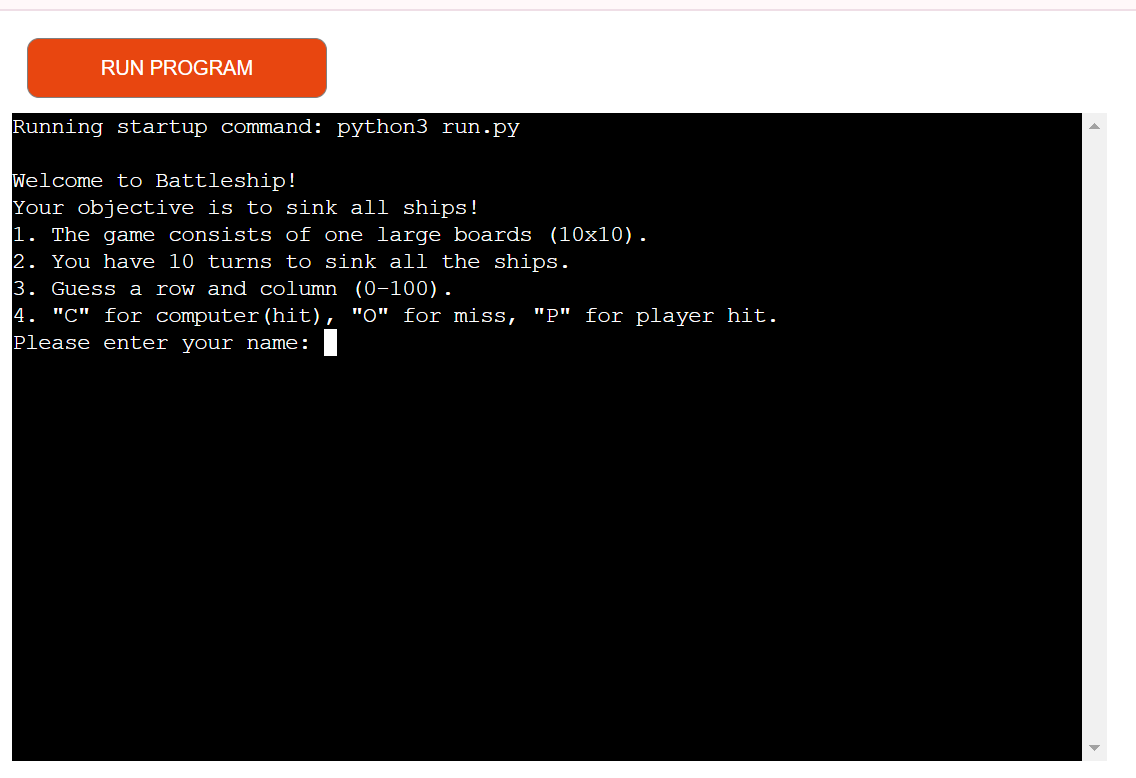 RUN PROGRAM
Running startup command: python3 run.py
Welcome to Battleship!
Your objective is to sink all ships!
1. The game consists of one large boards (10x10).
2. You have 10 turns to sink all the ships.
3. Guess a row and column (0-100).
4. "C" for computer(hit), "O" for miss, "P" for player hit.
Please enter your name: